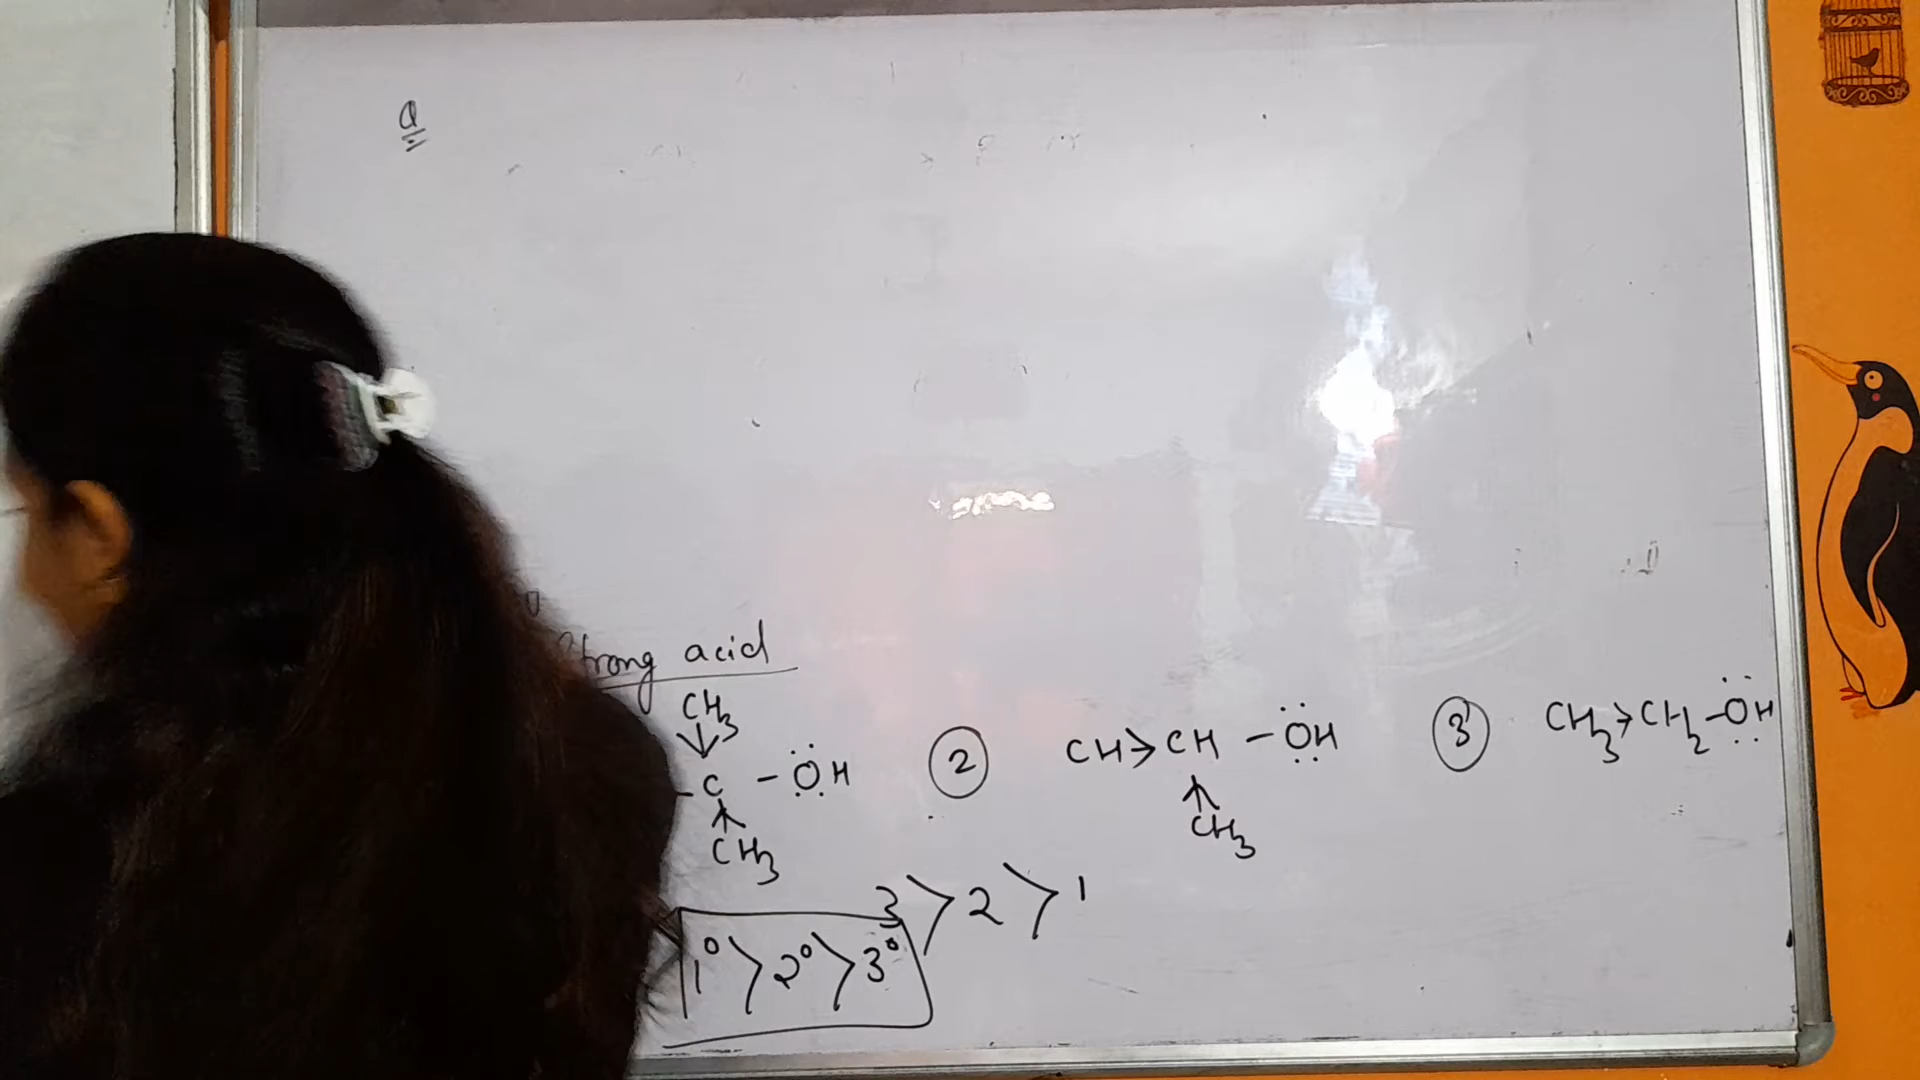 Q
Strong acid
CH3
- C - ÖH ② CH > CH - ÖH ③ CH3 > CH2 - ÖH
CH3 CH3
3 > 2 > 1
1° > 2° > 3°